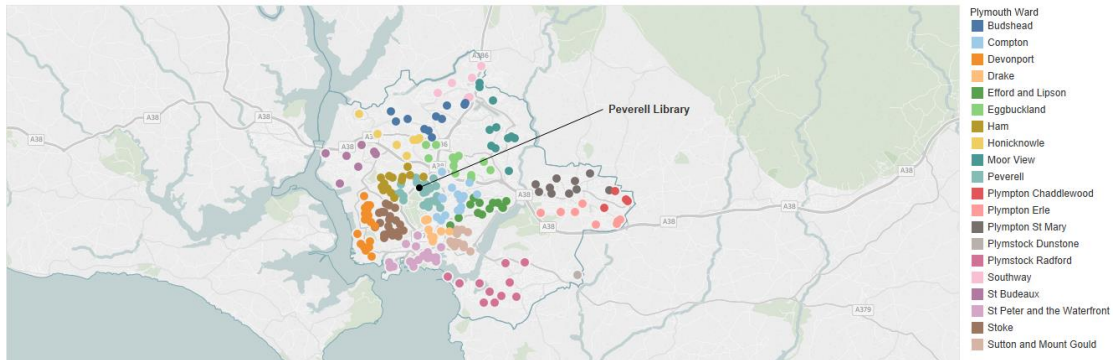 Plymouth Ward
Budshead
Compton
Devonport
Drake
Efford and Lipson
Eggbuckland
Ham
Honicknowle
Moor View
Peverell
Plympton Chaddlewood
Plympton Erle
Plympton St Mary
Plymstock Dunstone
Plymstock Radford
Southway
St Budeaux
St Peter and the Waterfront
Stoke
Sutton and Mount Gould
A386
Peverell Library
A38
A38
A38
A38
A38
A38
A38
A379